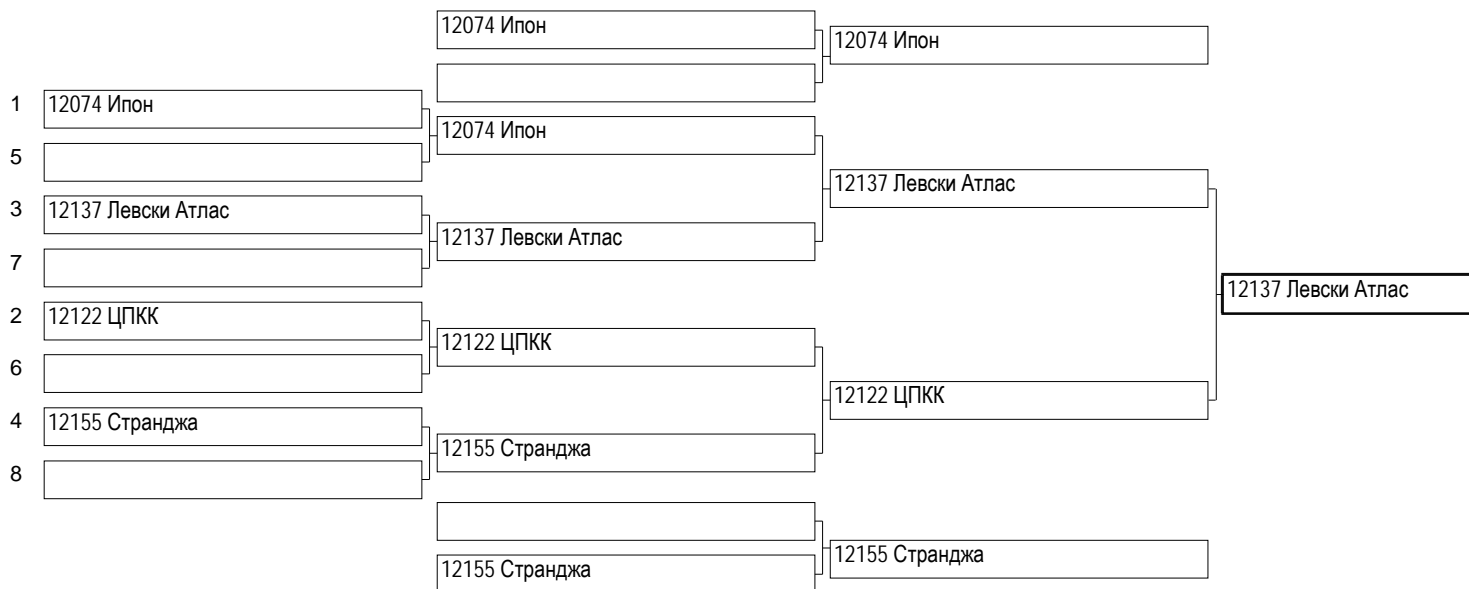 12074 Ипон
12074 Ипон
1 12074 Ипон
12074 Ипон
5
12137 Левски Атлас
3 12137 Левски Атлас
12137 Левски Атлас
7
12137 Левски Атлас
2 12122 ЦПКК
12122 ЦПКК
6
12122 ЦПКК
4 12155 Странджа
12155 Странджа
8
12155 Странджа
12155 Странджа